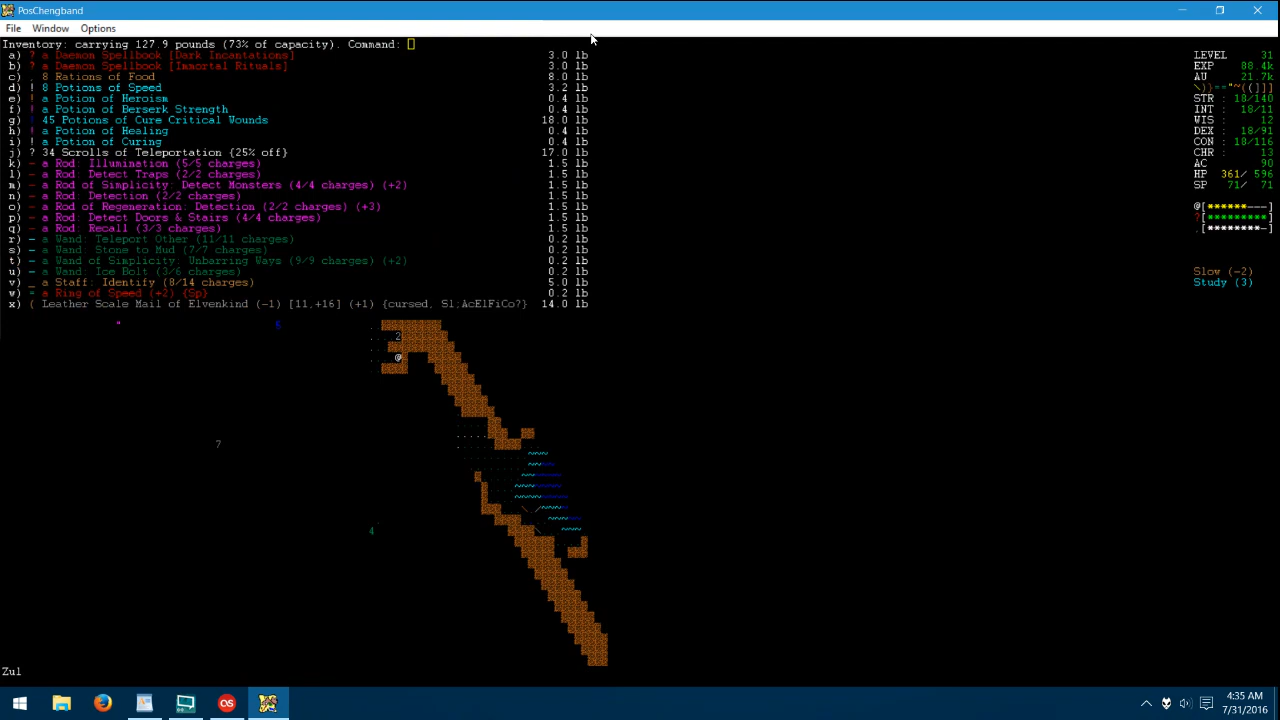 PosChengband
File Window Options
Inventory: carrying 127.9 pounds (73% of capacity). Command:
a) ? a Daemon Spellbook [Dark Incantations] 3.0 lb
b) ? a Daemon Spellbook [Immortal Rituals] 3.0 lb
c) , 8 Rations of Food 8.0 lb
d) ! 8 Potions of Speed 3.2 lb
e) ! a Potion of Heroism 0.4 lb
f) ! a Potion of Berserk Strength 0.4 lb
g) ! 45 Potions of Cure Critical Wounds 18.0 lb
h) ! a Potion of Healing 0.4 lb
i) ! a Potion of Curing 0.4 lb
j) ? 34 Scrolls of Teleportation {25% off} 17.0 lb
k) - a Rod: Illumination (5/5 charges) 1.5 lb
l) - a Rod: Detect Traps (2/2 charges) 1.5 lb
m) - a Rod of Simplicity: Detect Monsters (4/4 charges) (+2) 1.5 lb
n) - a Rod: Detection (2/2 charges) 1.5 lb
o) - a Rod of Regeneration: Detection (2/2 charges) (+3) 1.5 lb
p) - a Rod: Detect Doors & Stairs (4/4 charges) 1.5 lb
q) - a Rod: Recall (3/3 charges) 1.5 lb
r) - a Wand: Teleport Other (11/11 charges) 0.2 lb
s) - a Wand: Stone to Mud (7/7 charges) 0.2 lb
t) - a Wand of Simplicity: Unbarring Ways (9/9 charges) (+2) 0.2 lb
u) - a Wand: Ice Bolt (3/6 charges) 0.2 lb
v) _ a Staff: Identify (8/14 charges) 5.0 lb
w) = a Ring of Speed (+2) {Sp} 0.2 lb
x) ( Leather Scale Mail of Elvenkind (-1) [11,+16] (+1) {cursed, Sl;AcElFiCo?} 14.0 lb
LEVEL 31
EXP 88.4k
AU 21.7k
\)}=="~((]]]
STR : 18/140
INT : 18/11
WIS : 12
DEX : 18/91
CON : 18/116
CHR : 13
AC 90
HP 361/ 596
SP 71/ 71
@[******---]
?[*********]
,[********-]
Slow (-2)
Study (3)
" 5
2
@
7
4
Zul
4:35 AM
7/31/2016